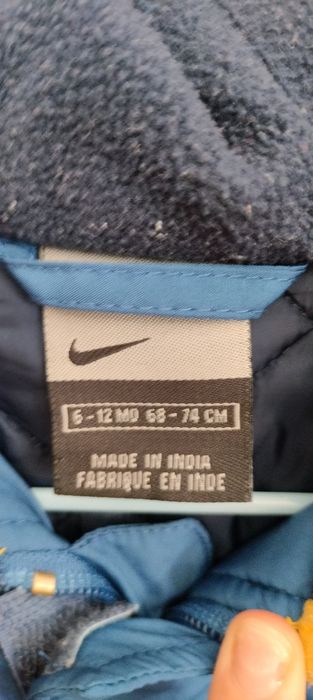 6-12 MO 68-74 CM
MADE IN INDIA
FABRIQUE EN INDE